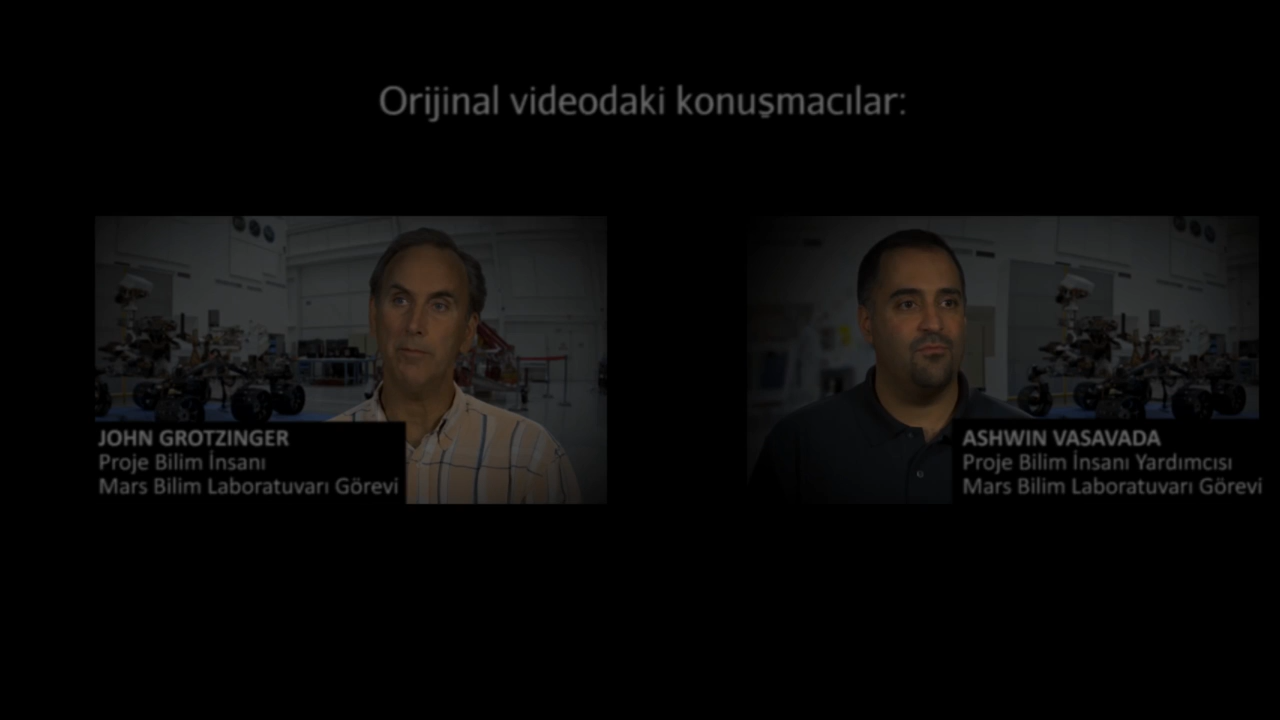 Orijinal videodaki konuşmacılar:
JOHN GROTZINGER
Proje Bilim İnsanı
Mars Bilim Laboratuvarı Görevi
ASHWIN VASAVADA
Proje Bilim İnsanı Yardımcısı
Mars Bilim Laboratuvarı Görevi